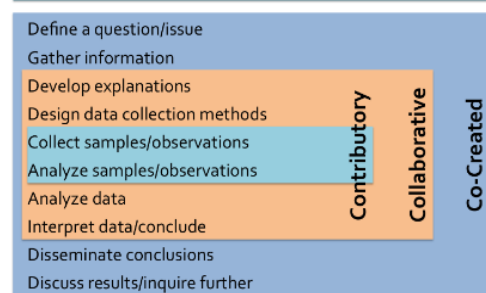 Define a question/issue
Gather information
Develop explanations
Design data collection methods
Collect samples/observations
Analyze samples/observations
Analyze data
Interpret data/conclude
Disseminate conclusions
Discuss results/inquire further
Contributory
Collaborative
Co-Created